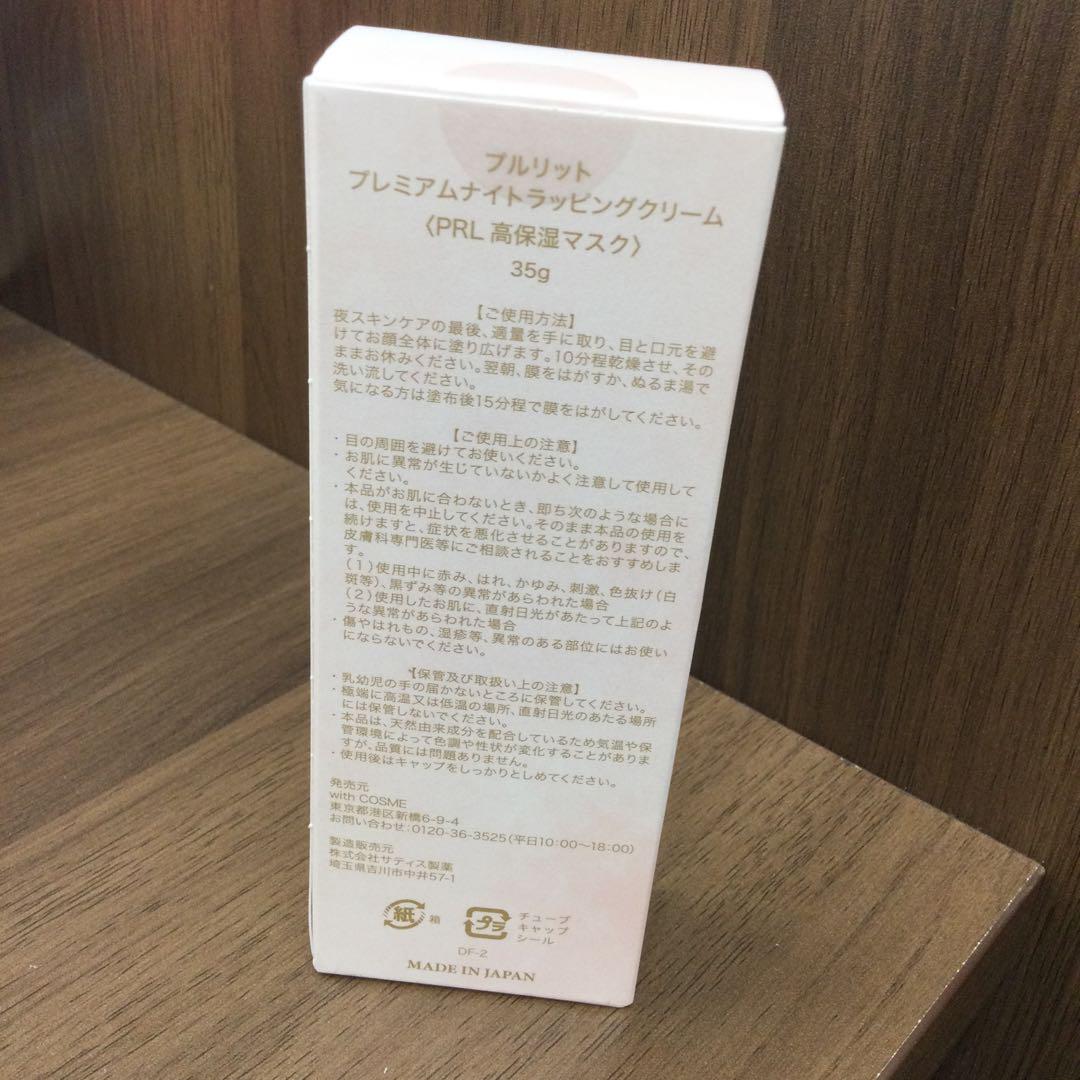 プルリット
プレミアムナイトラッピングクリーム
〈PRL 高保湿マスク〉
35g
【ご使用方法】
夜スキンケアの最後、適量を手に取り、目と口元を避
けてお顔全体に塗り広げます。10分程乾燥させ、その
ままお休みください。翌朝、膜をはがすか、ぬるま湯で
洗い流してください。
気になる方は塗布後15分程で膜をはがしてください。
【ご使用上の注意】
・目の周囲を避けてお使いください。
・お肌に異常が生じていないかよく注意して使用して
ください。
・本品がお肌に合わないとき、即ち次のような場合に
は、使用を中止してください。そのまま本品の使用を
続けますと、症状を悪化させることがありますので、
皮膚科専門医等にご相談されることをおすすめしま
す。
(1)使用中に赤み、はれ、かゆみ、刺激、色抜け(白
斑等)、黒ずみ等の異常があらわれた場合
(2)使用したお肌に、直射日光があたって上記のよ
うな異常があらわれた場合
・傷やはれもの、湿疹等、異常のある部位にはお使い
にならないでください。
【保管及び取扱い上の注意】
・乳幼児の手の届かないところに保管してください。
・極端に高温又は低温の場所、直射日光のあたる場所
には保管しないでください。
・本品は、天然由来成分を配合しているため気温や保
管環境によって色調や性状が変化することがありま
すが、品質には問題ありません。
・使用後はキャップをしっかりとしめてください。
発売元
with COSME
東京都港区新橋6-9-4
お問い合わせ:0120-36-3525(平日10:00〜18:00)
製造販売元
株式会社サティス製薬
埼玉県吉川市中井57-1
紙 箱
プラ チューブ
キャップ
シール
DF-2
MADE IN JAPAN